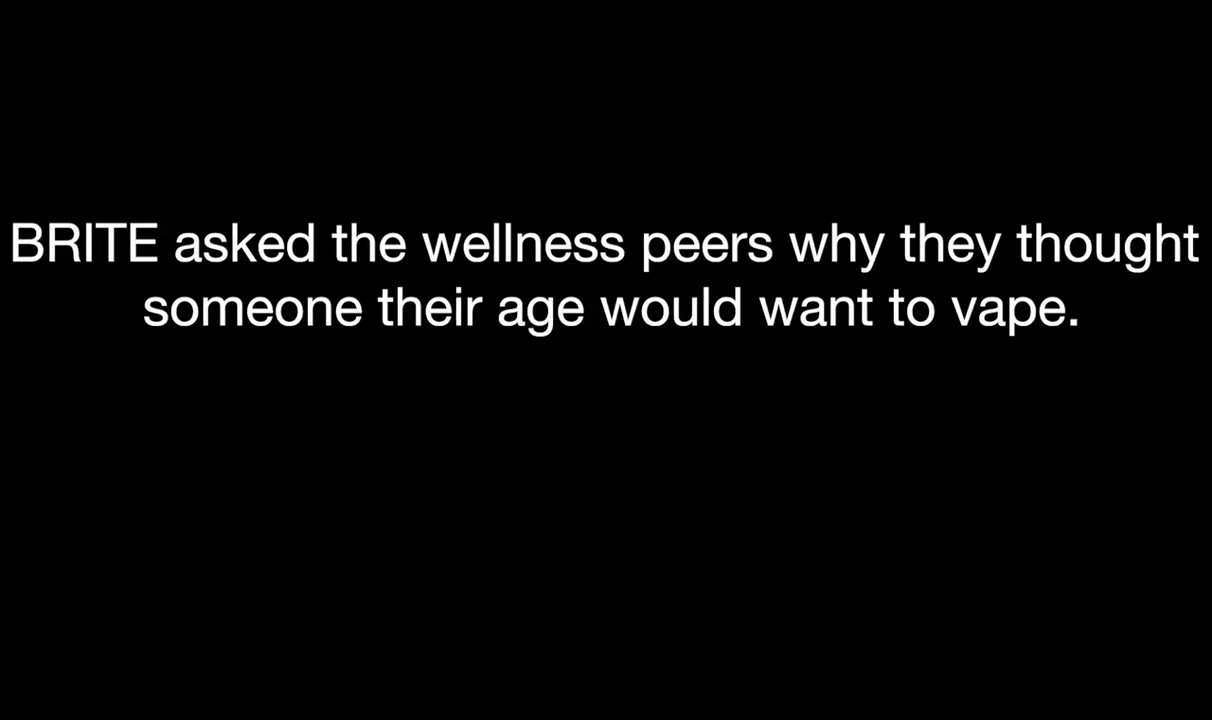 BRITE asked the wellness peers why they thought
someone their age would want to vape.